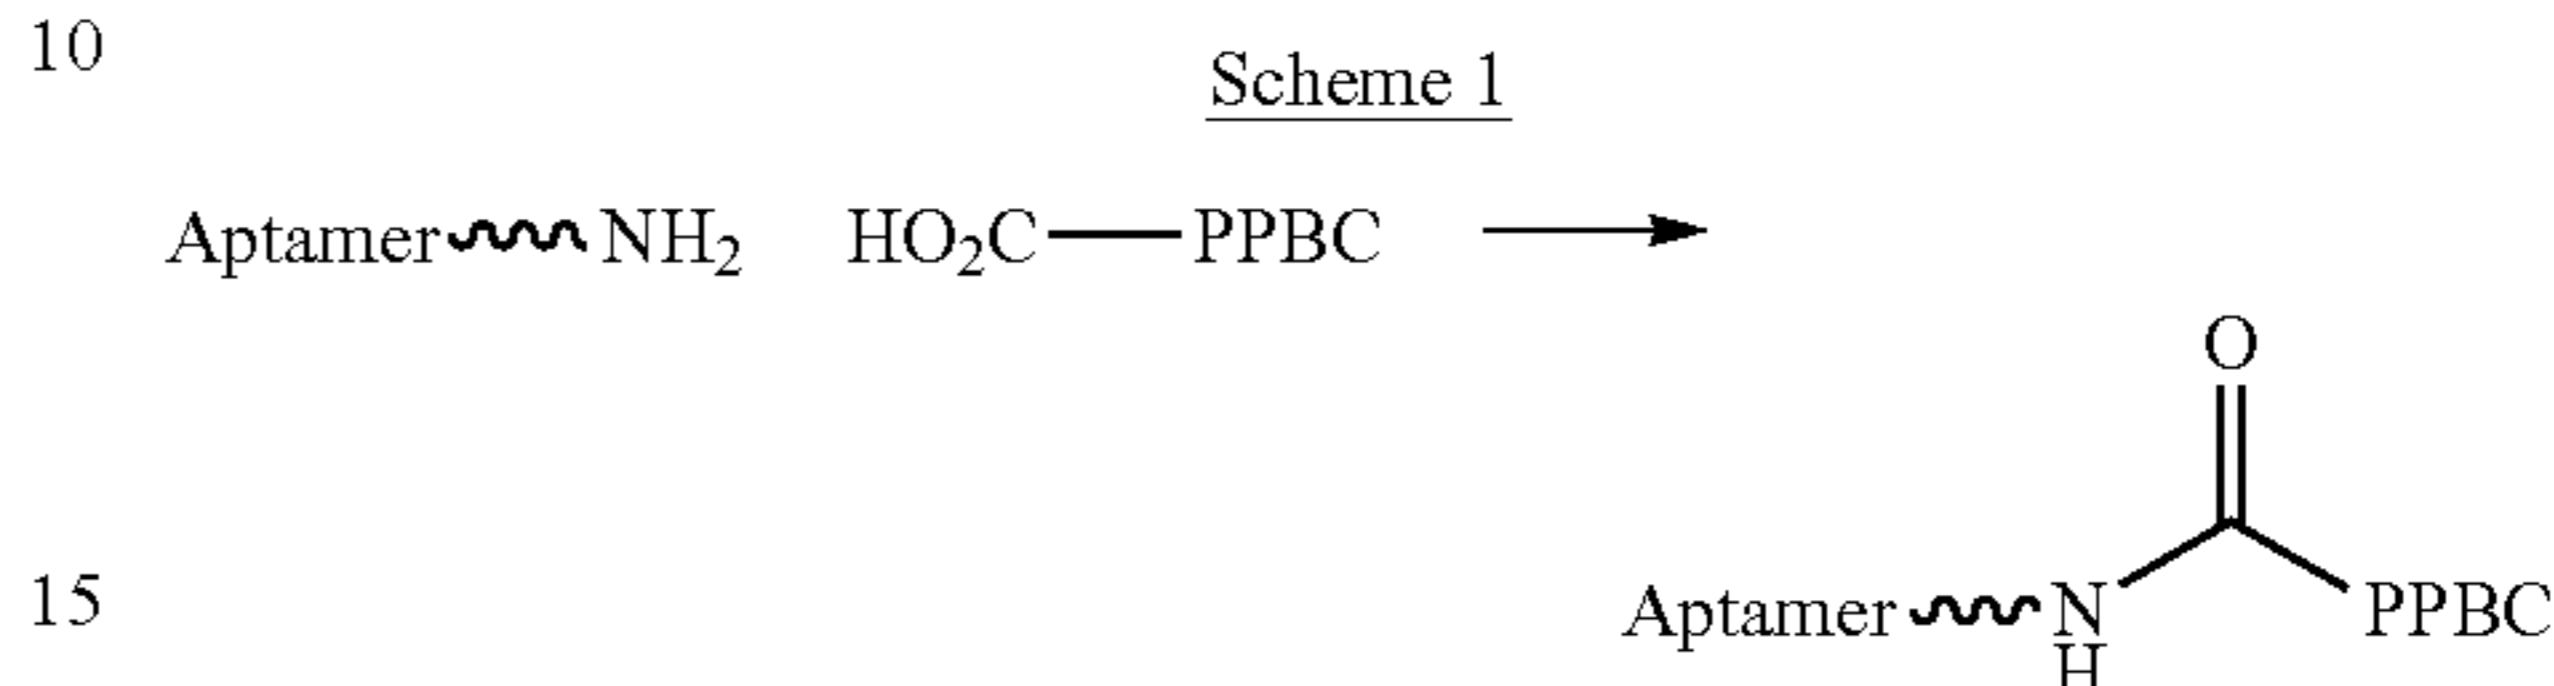 10
Scheme 1
Aptamer NH₂ HO₂C PPBC
O
15
Aptamer N PPBC
H